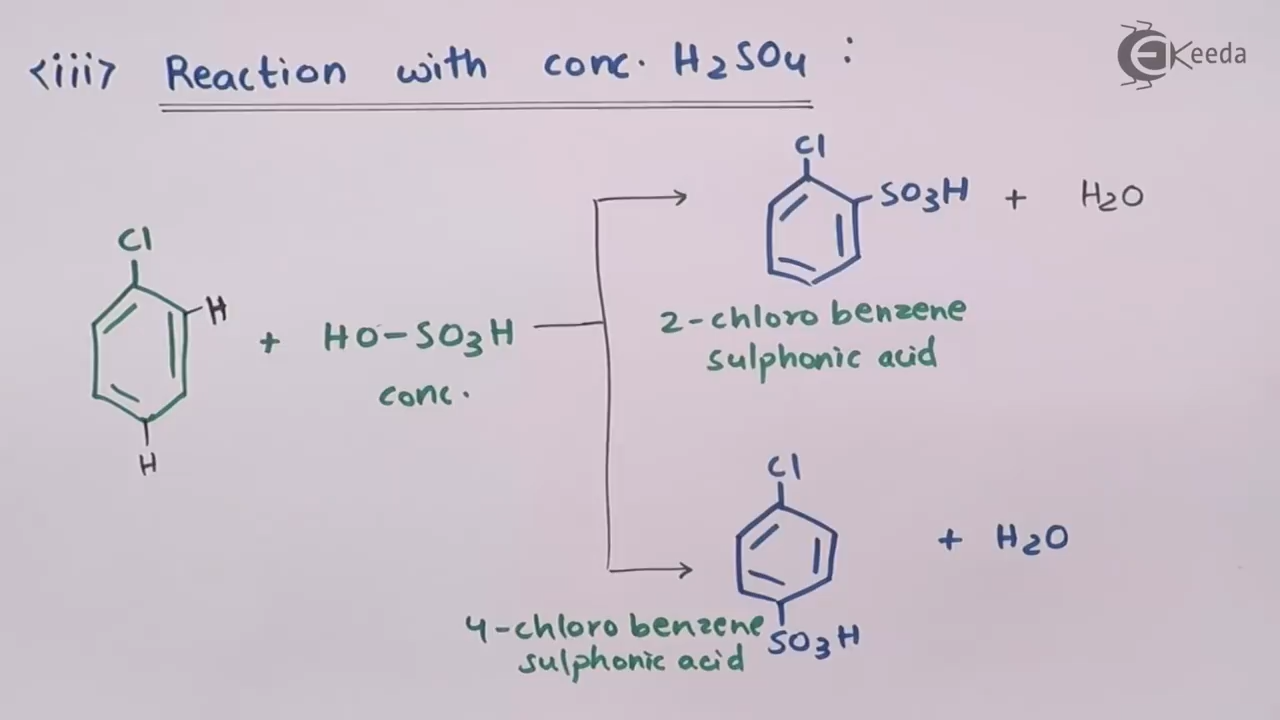 <iii> Reaction with conc. H₂SO₄ :
EKeeda
Cl
H
H
+ HO-SO₃H
conc.
Cl
SO₃H + H₂O
2-chloro benzene
sulphonic acid
Cl
SO₃H
+ H₂O
4-chloro benzene
sulphonic acid